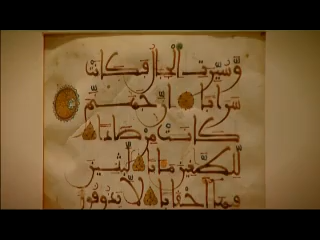 وسيرت الجبال فكانت
سرابا ان جهنم
كانت مرصادا
للطغين مابا لبثين
فيها احقابا لا يذوقون